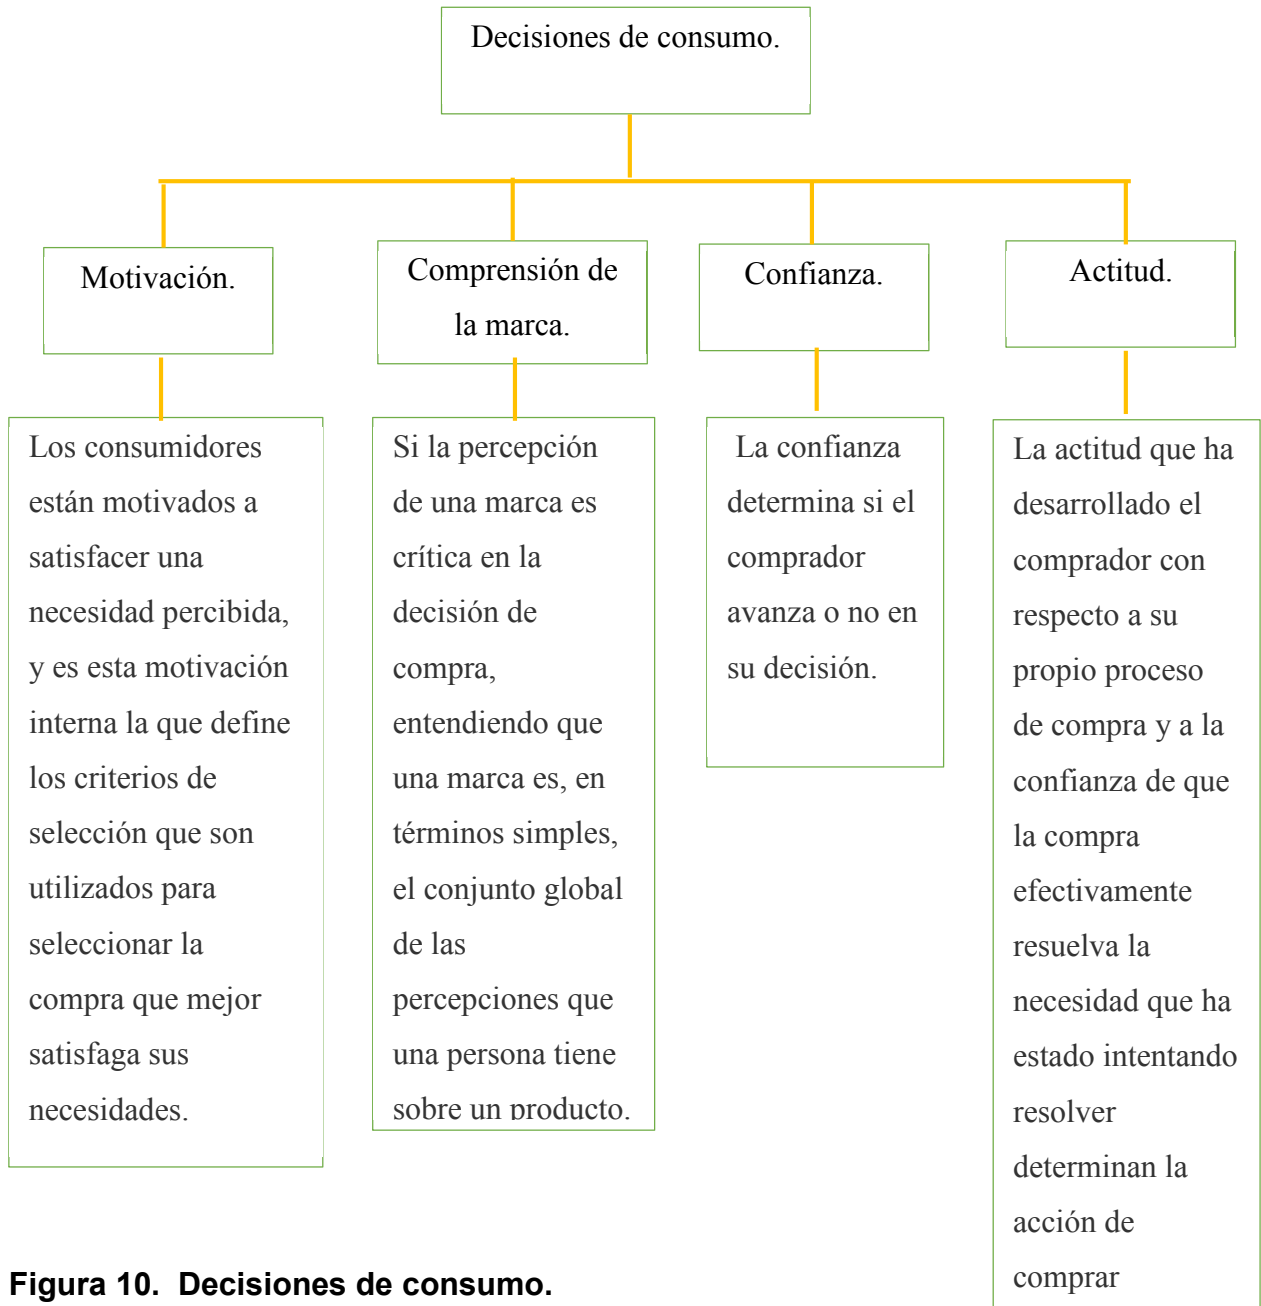 Decisiones de consumo.
Motivación.
Comprensión de
la marca.
Confianza.
Actitud.
Los consumidores
están motivados a
satisfacer una
necesidad percibida,
y es esta motivación
interna la que define
los criterios de
selección que son
utilizados para
seleccionar la
compra que mejor
satisfaga sus
necesidades.
Si la percepción
de una marca es
crítica en la
decisión de
compra,
entendiendo que
una marca es, en
términos simples,
el conjunto global
de las
percepciones que
una persona tiene
sobre un producto.
La confianza
determina si el
comprador
avanza o no en
su decisión.
La actitud que ha
desarrollado el
comprador con
respecto a su
propio proceso
de compra y a la
confianza de que
la compra
efectivamente
resuelva la
necesidad que ha
estado intentando
resolver
determinan la
acción de
comprar
Figura 10. Decisiones de consumo.